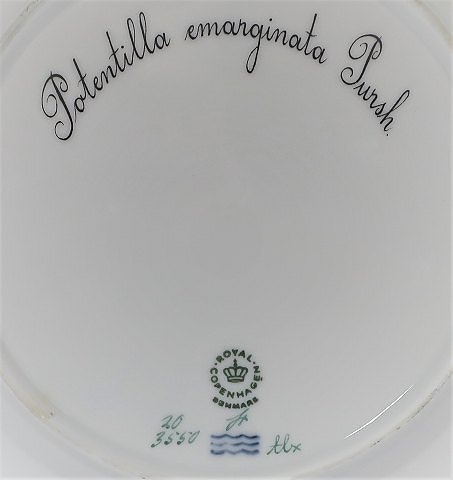 Potentilla emarginata Pursh.
ROYAL
COPENHAGEN
DENMARK
20
3550